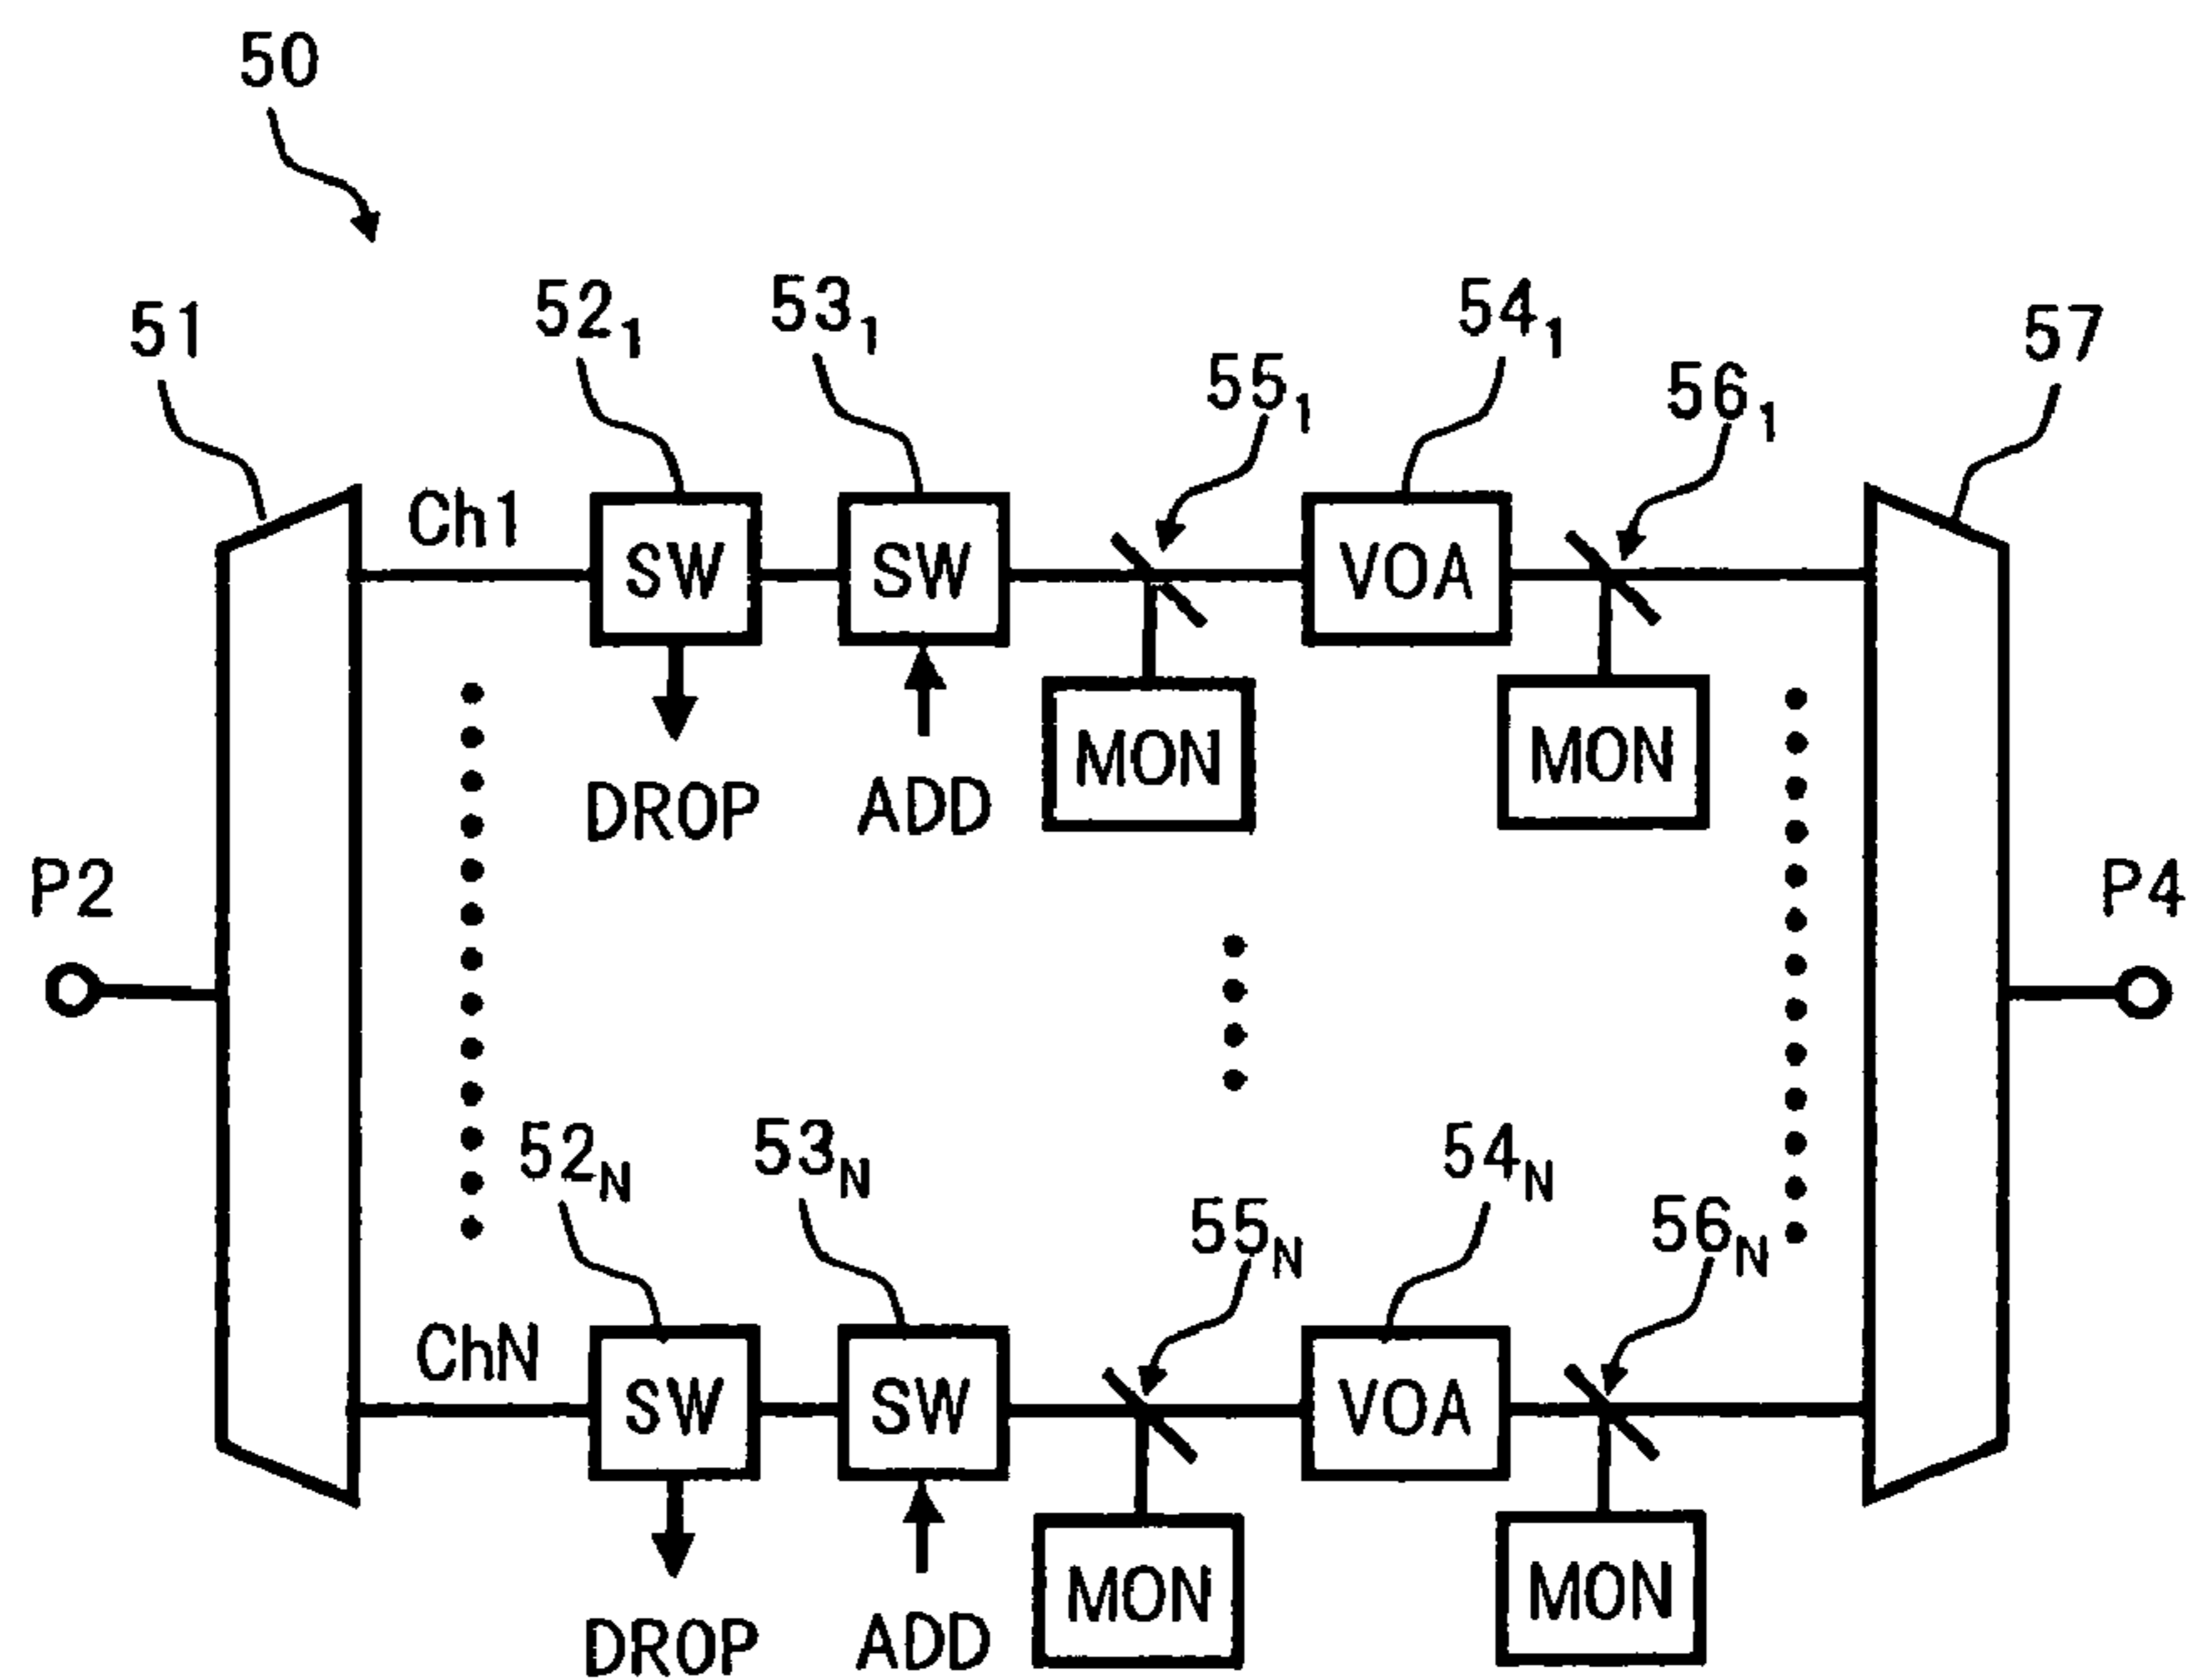 50
51
52₁
53₁
54₁
57
55₁
56₁
Ch1
SW
SW
VOA
MON
MON
DROP
ADD
P2
P4
52N
53N
54N
55N
56N
ChN
SW
SW
VOA
MON
MON
DROP
ADD